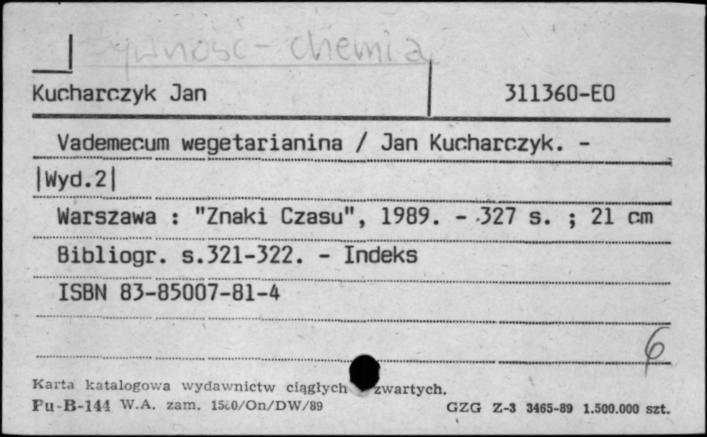 Żywność - chemia
Kucharczyk Jan 311360-EO
Vademecum wegetarianina / Jan Kucharczyk. -
|Wyd.2|
Warszawa : "Znaki Czasu", 1989. - 327 s. ; 21 cm
Bibliogr. s.321-322. - Indeks
ISBN 83-85007-81-4
6
Karta katalogowa wydawnictw ciągłych zwartych.
Pu-B-144 W.A. zam. /On/DW/89 GZG Z-3 3465-89 1.500.000 szt.